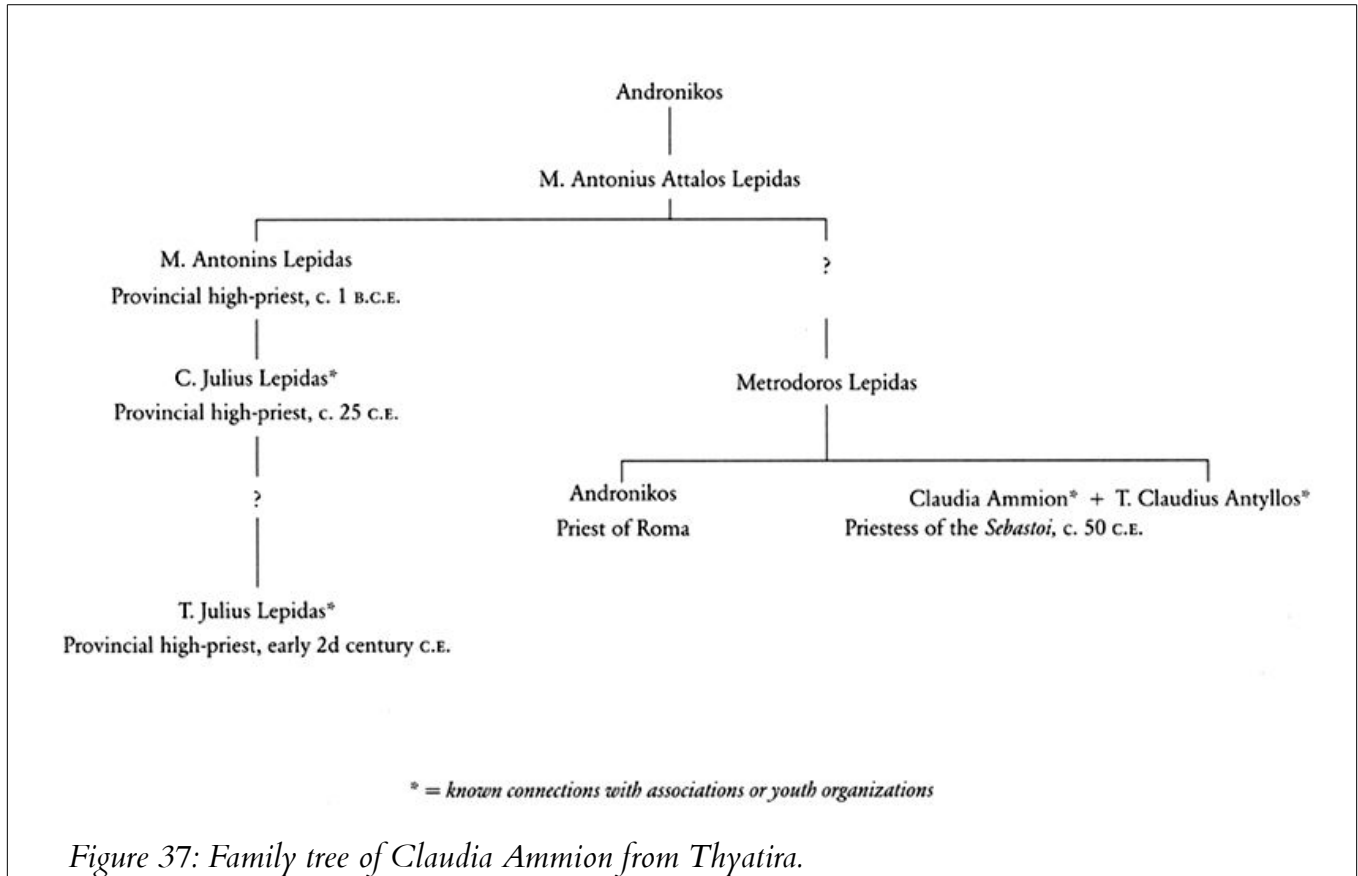 Andronikos
M. Antonius Attalos Lepidas
M. Antonins Lepidas
Provincial high-priest, c. 1 B.C.E.
?
C. Julius Lepidas*
Provincial high-priest, c. 25 C.E.
Metrodoros Lepidas
?
Andronikos
Priest of Roma
Claudia Ammion* + T. Claudius Antyllos*
Priestess of the Sebastoi, c. 50 C.E.
T. Julius Lepidas*
Provincial high-priest, early 2d century C.E.
* = known connections with associations or youth organizations
Figure 37: Family tree of Claudia Ammion from Thyatira.